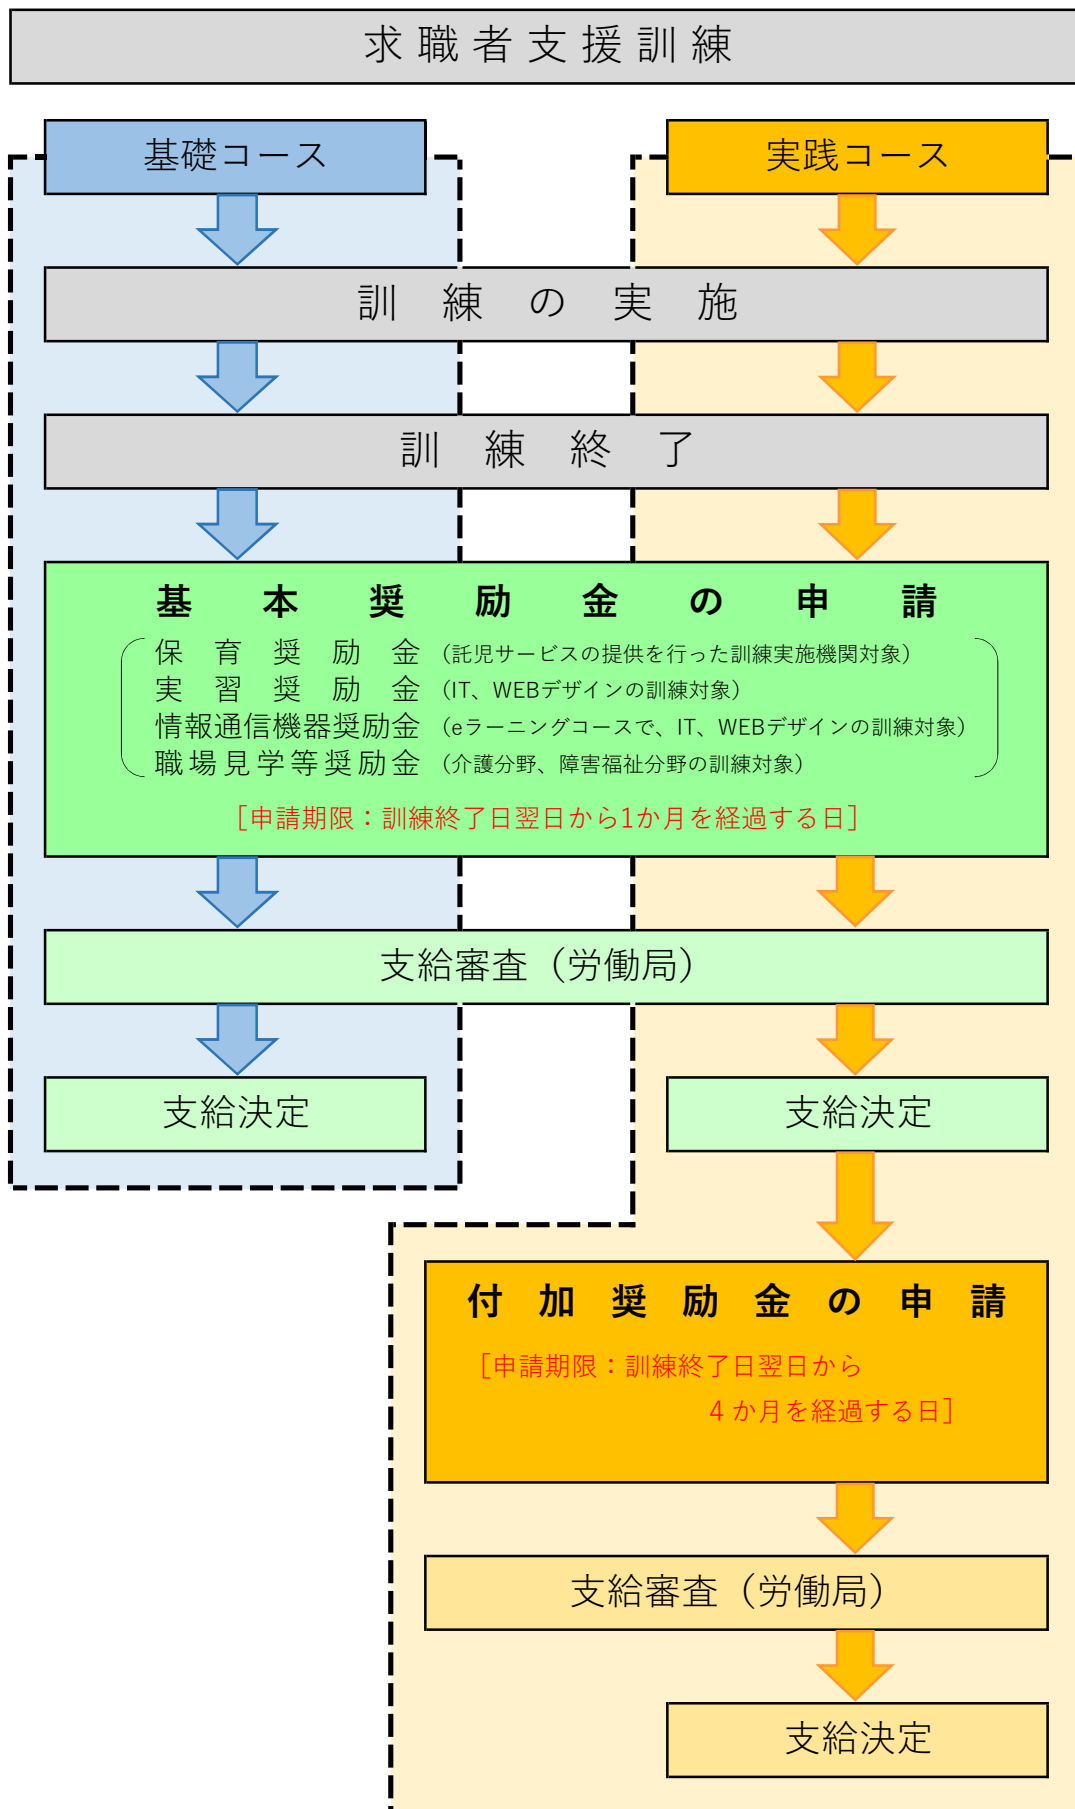 求職者支援訓練
基礎コース
実践コース
訓練の実施
訓練終了
基本奨励金の申請
保育奨励金（託児サービスの提供を行った訓練実施機関対象）
実習奨励金（IT、WEBデザインの訓練対象）
情報通信機器奨励金（eラーニングコースで、IT、WEBデザインの訓練対象）
職場見学等奨励金（介護分野、障害福祉分野の訓練対象）
［申請期限：訓練終了日翌日から1か月を経過する日］
支給審査（労働局）
支給決定
支給決定
付加奨励金の申請
［申請期限：訓練終了日翌日から
４か月を経過する日］
支給審査（労働局）
支給決定